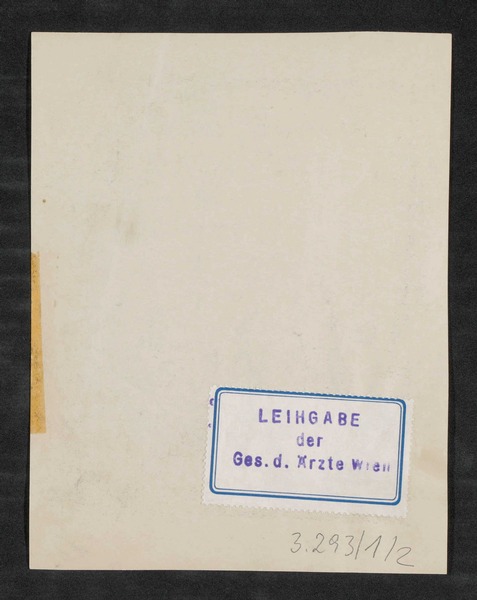 LEIHGABE
der
Ges. d. Ärzte Wien
3.293/1/2